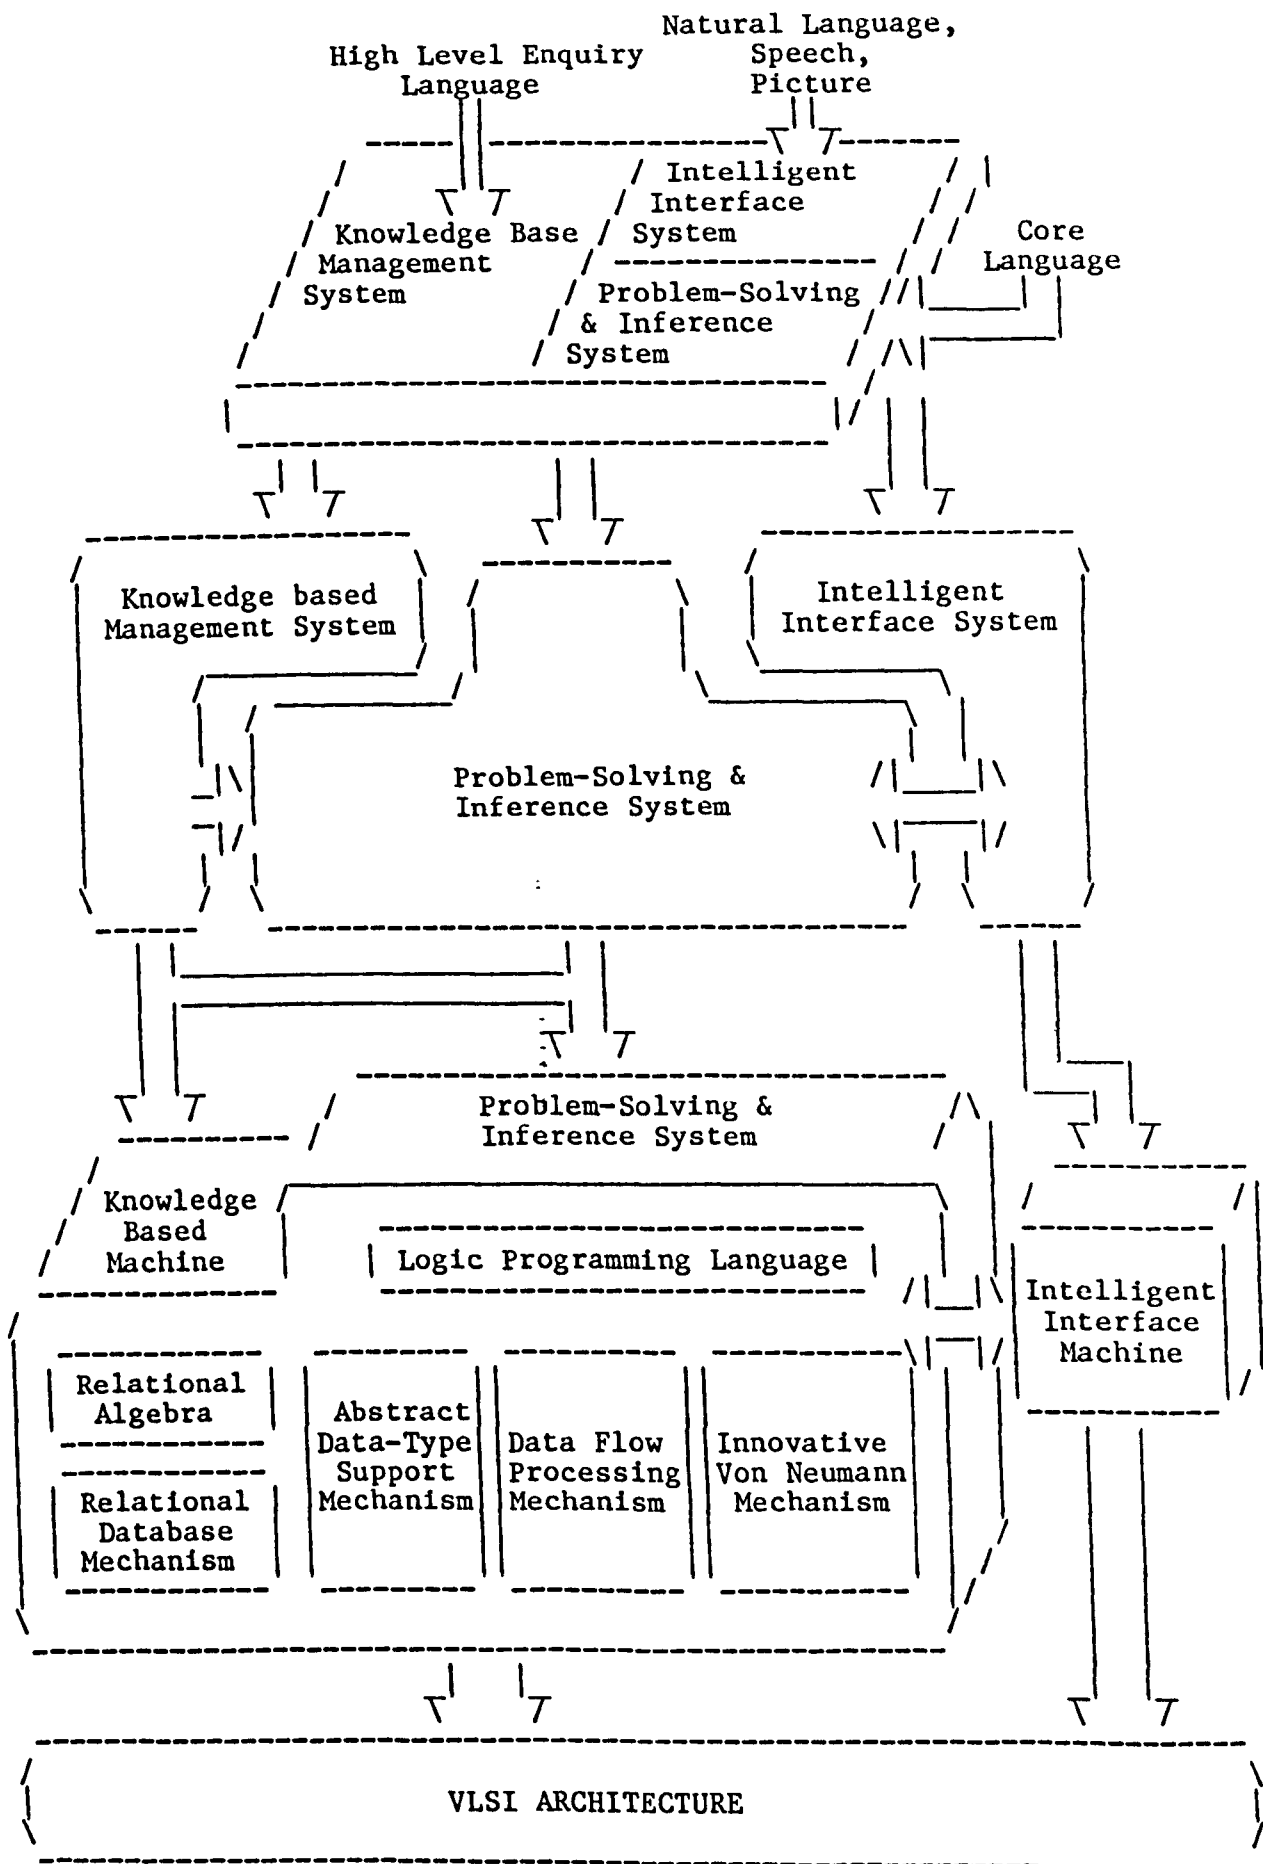 High Level Enquiry
Language
Natural Language,
Speech,
Picture
Knowledge Base
Management
System
Intelligent
Interface
System
Problem-Solving
& Inference
System
Core
Language
Knowledge based
Management System
Intelligent
Interface System
Problem-Solving &
Inference System
Problem-Solving &
Inference System
Knowledge
Based
Machine
Logic Programming Language
Intelligent
Interface
Machine
Relational
Algebra
Relational
Database
Mechanism
Abstract
Data-Type
Support
Mechanism
Data Flow
Processing
Mechanism
Innovative
Von Neumann
Mechanism
VLSI ARCHITECTURE